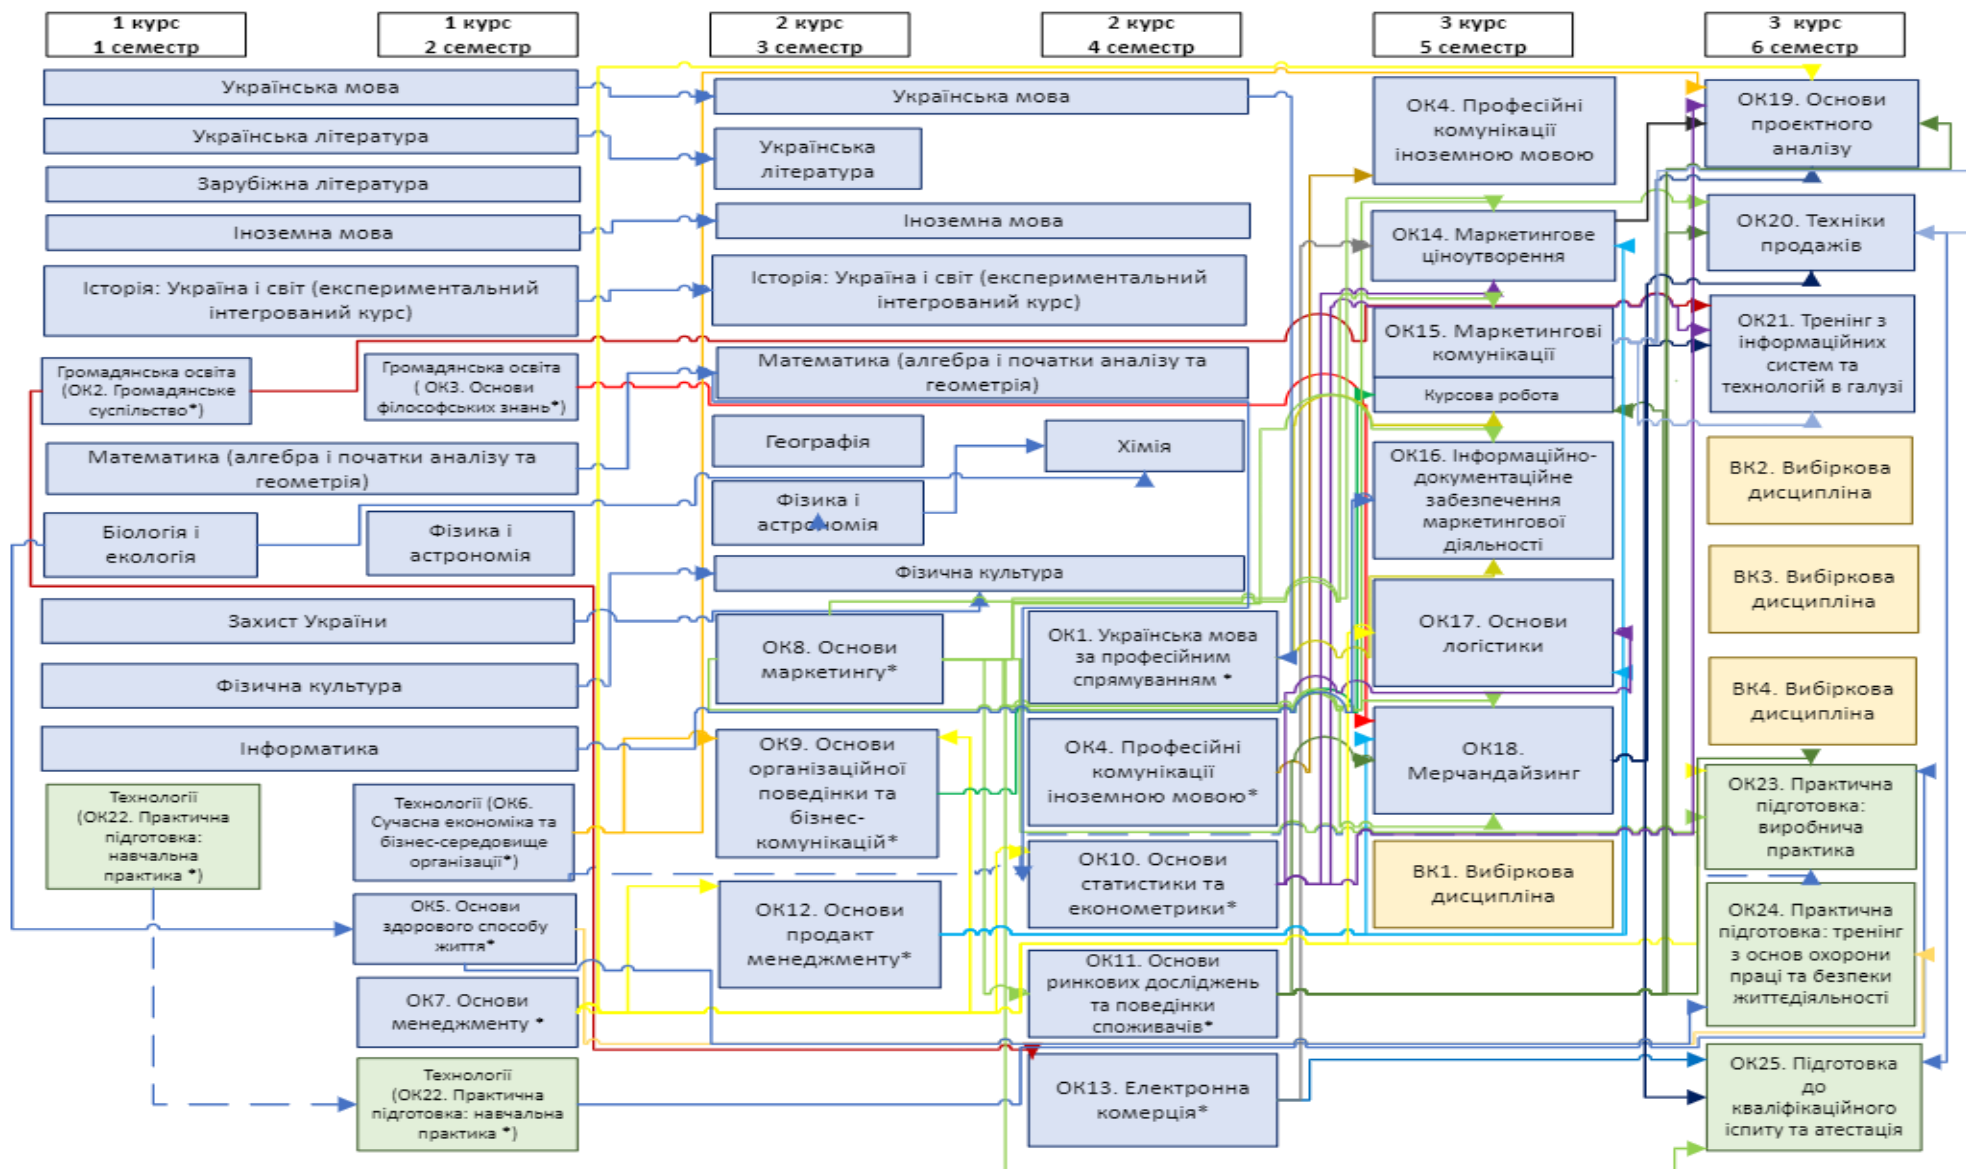 1 курс
1 семестр
1 курс
2 семестр
2 курс
3 семестр
2 курс
4 семестр
3 курс
5 семестр
3 курс
6 семестр
Українська мова
Українська література
Зарубіжна література
Іноземна мова
Історія: Україна і світ (експериментальний
інтегрований курс)
Громадянська освіта
(ОК2. Громадянське
суспільство*)
Громадянська освіта
( ОК3. Основи
філософських знань*)
Математика (алгебра і початки аналізу та
геометрія)
Біологія і
екологія
Фізика і
астрономія
Захист України
Фізична культура
Інформатика
Технології
(ОК22. Практична
підготовка:
навчальна
практика *)
Технології (ОК6.
Сучасна економіка та
бізнес-середовище
організації*)
ОК5. Основи
здорового способу
життя*
ОК7. Основи
менеджменту *
Технології
(ОК22. Практична
підготовка: навчальна
практика *)
Українська мова
Українська
література
Іноземна мова
Історія: Україна і світ (експериментальний
інтегрований курс)
Математика (алгебра і початки аналізу та
геометрія)
Географія
Хімія
Фізика і
астрономія
Фізична культура
ОК8. Основи
маркетингу*
ОК9. Основи
організаційної
поведінки та
бізнес-
комунікацій*
ОК12. Основи
продакт
менеджменту*
ОК1. Українська мова
за професійним
спрямуванням *
ОК4. Професійні
комунікації
іноземною мовою*
ОК10. Основи
статистики та
економетрики*
ОК11. Основи
ринкових досліджень
та поведінки
споживачів*
ОК13. Електронна
комерція*
ОК4. Професійні
комунікації
іноземною мовою
ОК14. Маркетингове
ціноутворення
ОК15. Маркетингові
комунікації
Курсова робота
ОК16. Інформаційно-
документаційне
забезпечення
маркетингової
діяльності
ОК17. Основи
логістики
ОК18.
Мерчандайзинг
ВК1. Вибіркова
дисципліна
ОК19. Основи
проєктного
аналізу
ОК20. Техніки
продажів
ОК21. Тренінг з
інформаційних
систем та
технологій в галузі
ВК2. Вибіркова
дисципліна
ВК3. Вибіркова
дисципліна
ВК4. Вибіркова
дисципліна
ОК23. Практична
підготовка:
виробнича
практика
ОК24. Практична
підготовка: тренінг
з основ охорони
праці та безпеки
життєдіяльності
ОК25. Підготовка
до
кваліфікаційного
іспиту та атестація